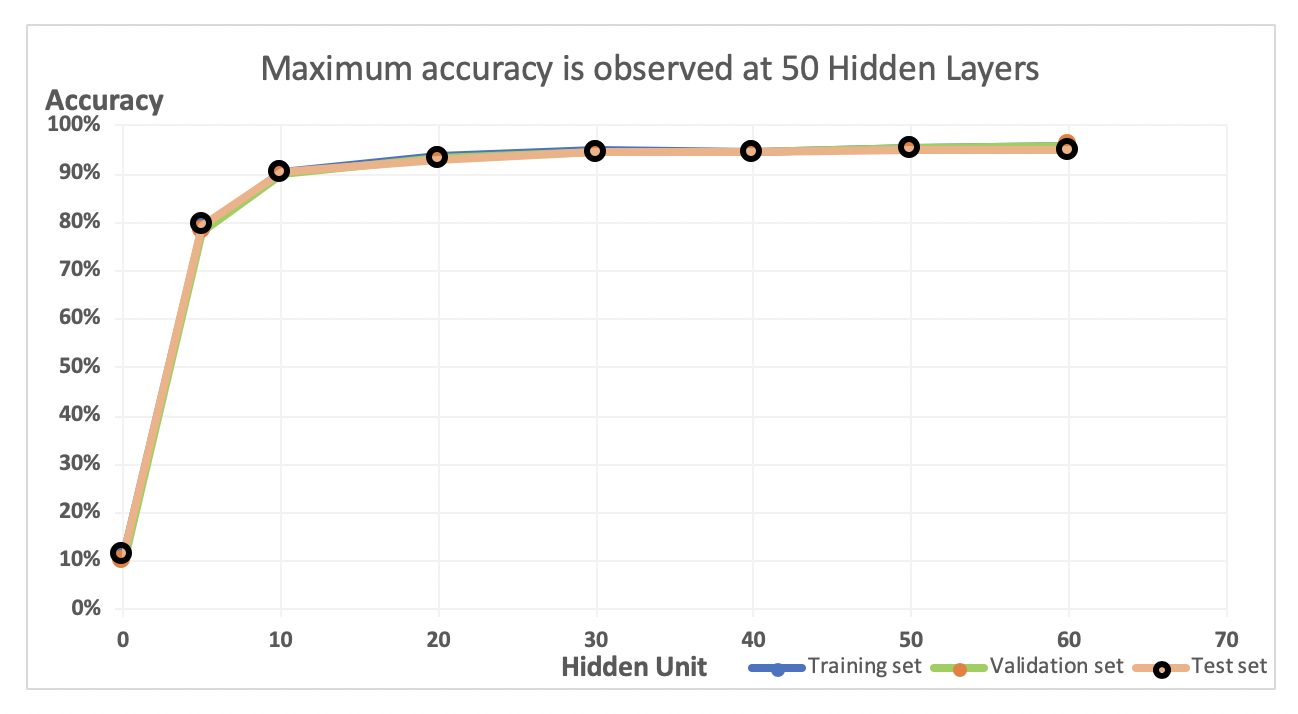 Maximum accuracy is observed at 50 Hidden Layers
Accuracy
100%
90%
80%
70%
60%
50%
40%
30%
20%
10%
0%
0 10 20 30 40 50 60 70
Hidden Unit
Training set Validation set Test set